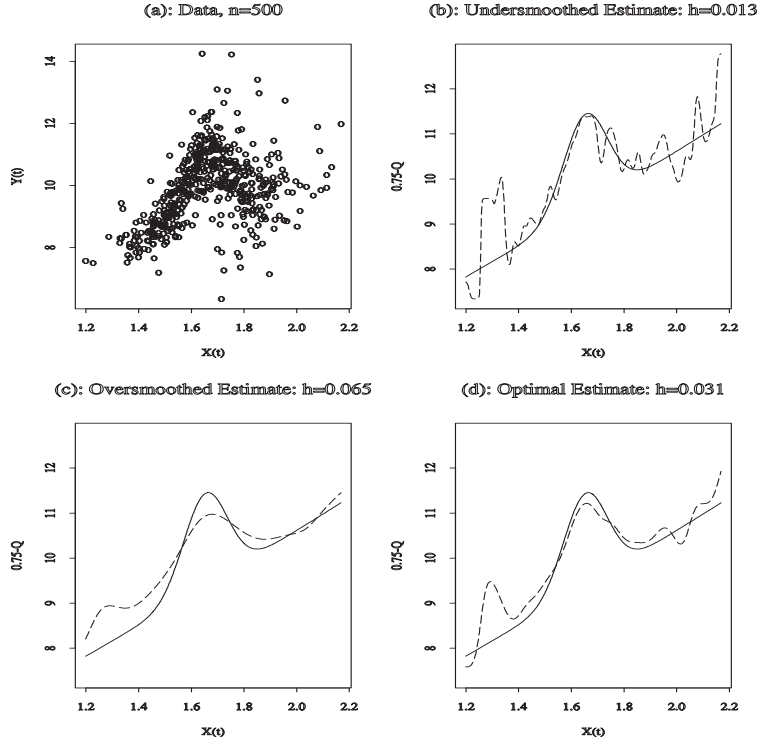 (a): Data, n=500
14
12
10
8
Y(t)
1.2 1.4 1.6 1.8 2.0 2.2
X(t)
(b): Undersmoothed Estimate: h=0.013
12
11
10
9
8
0.75-Q
1.2 1.4 1.6 1.8 2.0 2.2
X(t)
(c): Oversmoothed Estimate: h=0.065
12
11
10
9
8
0.75-Q
1.2 1.4 1.6 1.8 2.0 2.2
X(t)
(d): Optimal Estimate: h=0.031
12
11
10
9
8
0.75-Q
1.2 1.4 1.6 1.8 2.0 2.2
X(t)